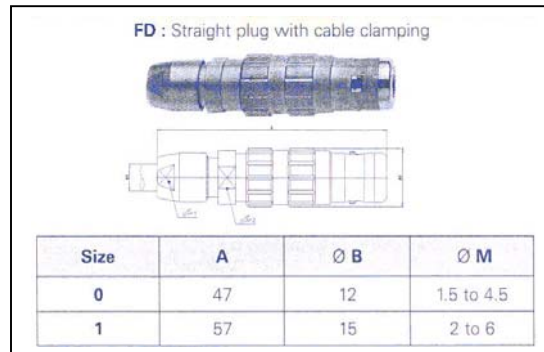 FD : Straight plug with cable clamping
Size A Ø B Ø M
0 47 12 1.5 to 4.5
1 57 15 2 to 6